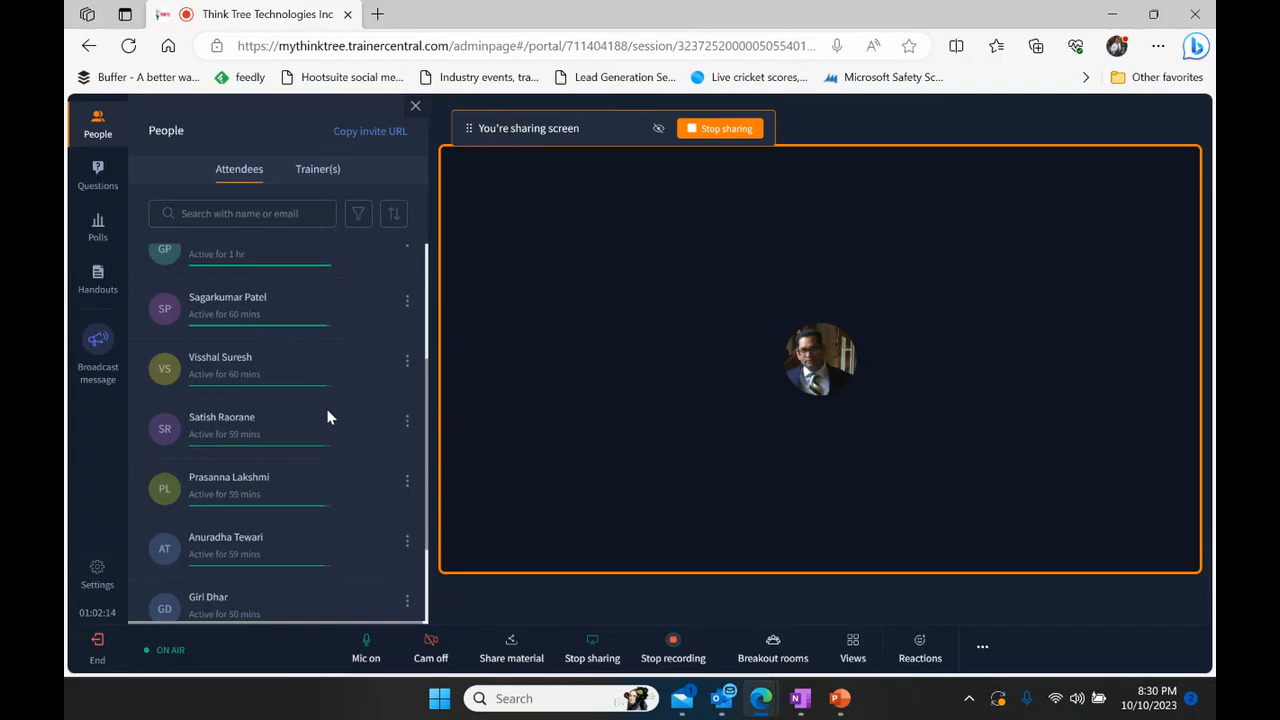 Think Tree Technologies Inc
https://mythinktree.trainercentral.com/adminpage#/portal/711404188/session/3237252000005055401...
Buffer - A better wa...
feedly
Hootsuite social me...
Industry events, tra...
Lead Generation Se...
Live cricket scores,...
Microsoft Safety Sc...
Other favorites
People
Questions
Polls
Handouts
Broadcast
message
Settings
01:02:14
End
People
Copy invite URL
Attendees
Trainer(s)
Search with name or email
GP
Active for 1 hr
SP
Sagarkumar Patel
Active for 60 mins
VS
Visshal Suresh
Active for 60 mins
SR
Satish Raorane
Active for 59 mins
PL
Prasanna Lakshmi
Active for 59 mins
AT
Anuradha Tewari
Active for 59 mins
GD
Giri Dhar
Active for 50 mins
You're sharing screen
Stop sharing
ON AIR
Mic on
Cam off
Share material
Stop sharing
Stop recording
Breakout rooms
Views
Reactions
Search
8:30 PM
10/10/2023
2